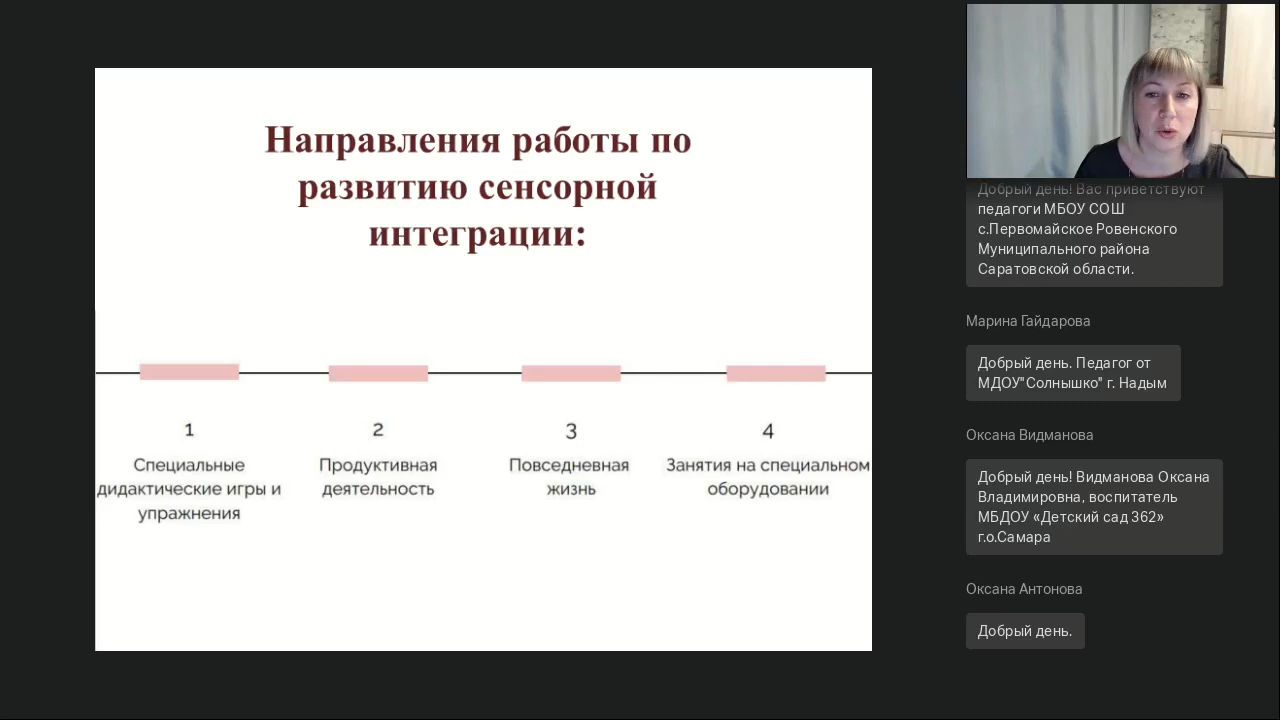 Направления работы по
развитию сенсорной
интеграции:
1
Специальные
дидактические игры и
упражнения
2
Продуктивная
деятельность
3
Повседневная
жизнь
4
Занятия на специальном
оборудовании
Добрый день! Вас приветствуют
педагоги МБОУ СОШ
с.Первомайское Ровенского
Муниципального района
Саратовской области.
Марина Гайдарова
Добрый день. Педагог от
МДОУ"Солнышко" г. Надым
Оксана Видманова
Добрый день! Видманова Оксана
Владимировна, воспитатель
МБДОУ «Детский сад 362»
г.о.Самара
Оксана Антонова
Добрый день.